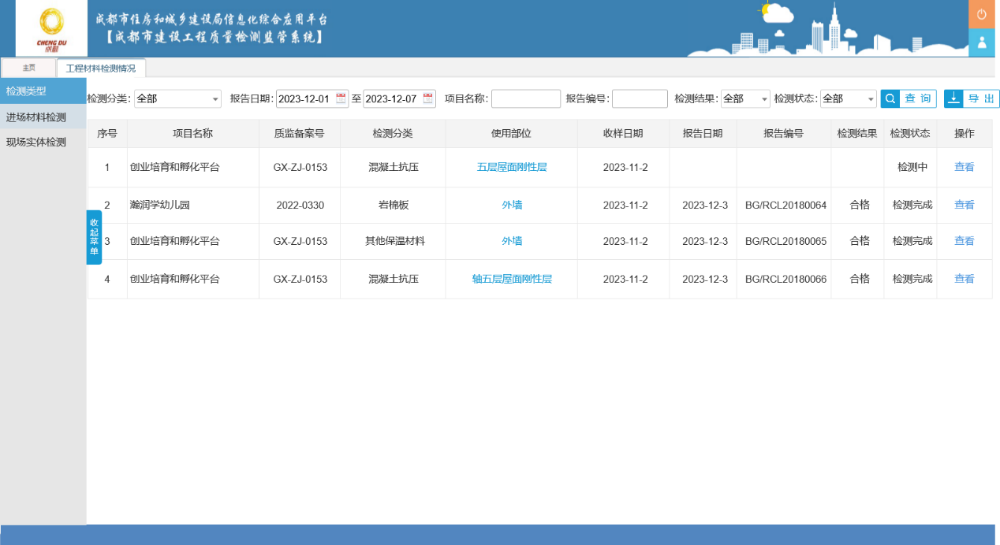 成都市住房和城乡建设局信息化综合应用平台
【成都市建设工程质量检测监管系统】
CHENG DU
成都
主页 工程材料检测情况
检测类型
进场材料检测
现场实体检测
收起菜单
检测分类: 全部 报告日期: 2023-12-01 至 2023-12-07 项目名称: 报告编号: 检测结果: 全部 检测状态: 全部 查 询 导 出
序号 项目名称 质监备案号 检测分类 使用部位 收样日期 报告日期 报告编号 检测结果 检测状态 操作
1 创业培育和孵化平台 GX-ZJ-0153 混凝土抗压 五层屋面刚性层 2023-11-2 检测中 查看
2 瀚润学幼儿园 2022-0330 岩棉板 外墙 2023-11-2 2023-12-3 BG/RCL20180064 合格 检测完成 查看
3 创业培育和孵化平台 GX-ZJ-0153 其他保温材料 外墙 2023-11-2 2023-12-3 BG/RCL20180065 合格 检测完成 查看
4 创业培育和孵化平台 GX-ZJ-0153 混凝土抗压 轴五层屋面刚性层 2023-11-2 2023-12-3 BG/RCL20180066 合格 检测完成 查看